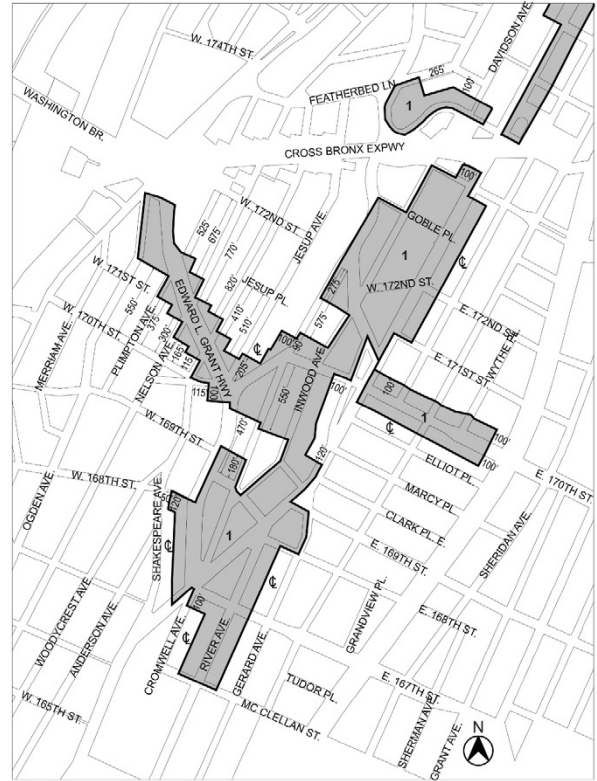 DAVIDSON AVE.
W. 174TH ST.
265'
100'
FEATHERBED LN.
1
WASHINGTON BR.
CROSS BRONX EXPWY
100'
W. 172ND ST.
JESUP AVE.
GOBLE PL.
525'
675'
770'
1
W. 171ST ST.
820'
JESUP PL.
275'
W. 172ND ST.
℄
EDWARD L. GRANT HWY
410'
510'
575'
E. 172ND ST.
W. 170TH ST.
550'
375'
300'
165'
115'
MERRIAM AVE.
PLIMPTON AVE.
NELSON AVE.
℄
100'
90'
E. 171ST ST.
WYTHE PL.
205'
INWOOD AVE.
115'
100'
550'
100'
100'
1
470'
℄
100'
W. 169TH ST.
120'
ELLIOT PL.
100'
E. 170TH ST.
W. 168TH ST.
180'
MARCY PL.
120'
OGDEN AVE.
SHAKESPEARE AVE.
CLARK PL. E.
SHERIDAN AVE.
1
℄
E. 169TH ST.
℄
WOODYCREST AVE.
ANDERSON AVE.
100'
GRANDVIEW PL.
E. 168TH ST.
CROMWELL AVE.
℄
RIVER AVE.
GERARD AVE.
TUDOR PL.
E. 167TH ST.
W. 165TH ST.
MC CLELLAN ST.
SHERMAN AVE.
GRANT AVE.
N